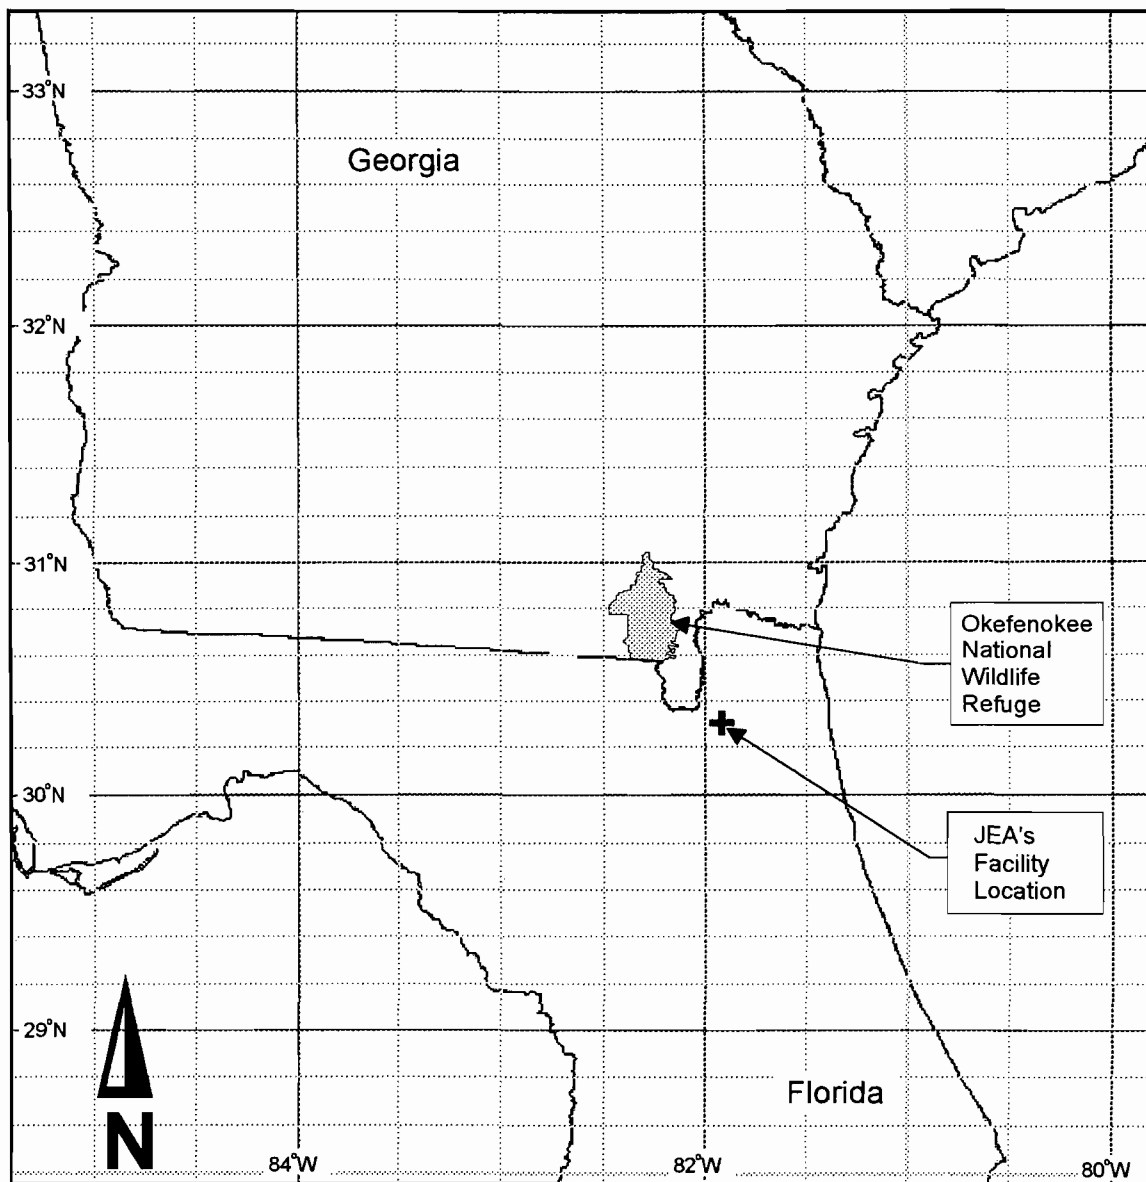 33°N
Georgia
32°N
31°N
Okefenokee
National
Wildlife
Refuge
30°N
JEA's
Facility
Location
29°N
Florida
N
84°W
82°W
80°W